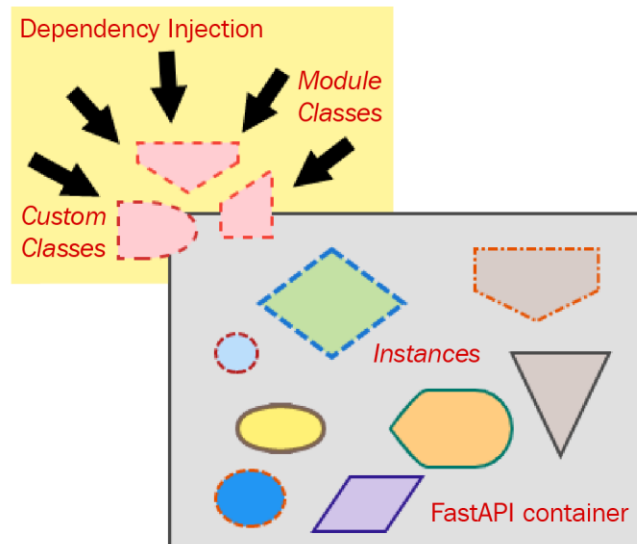 Dependency Injection
Module
Classes
Custom
Classes
Instances
FastAPI container